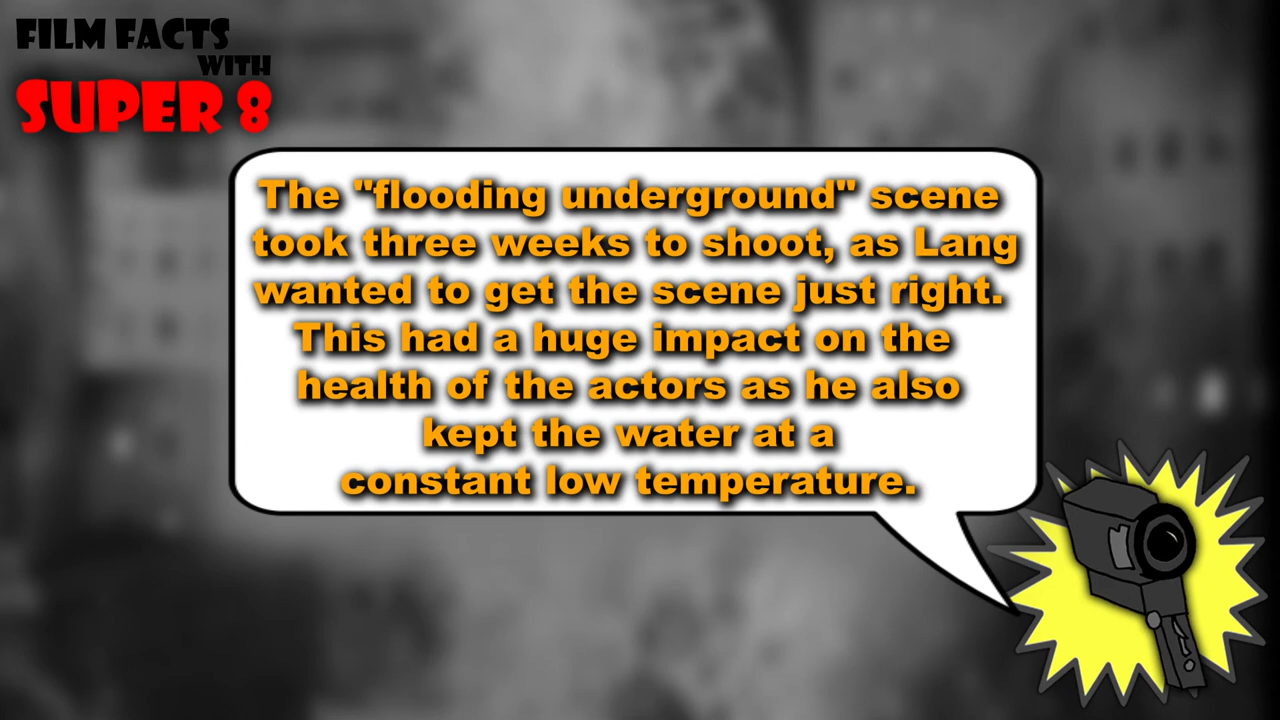 FILM FACTS
WITH
SUPER 8
The "flooding underground" scene
took three weeks to shoot, as Lang
wanted to get the scene just right.
This had a huge impact on the
health of the actors as he also
kept the water at a
constant low temperature.